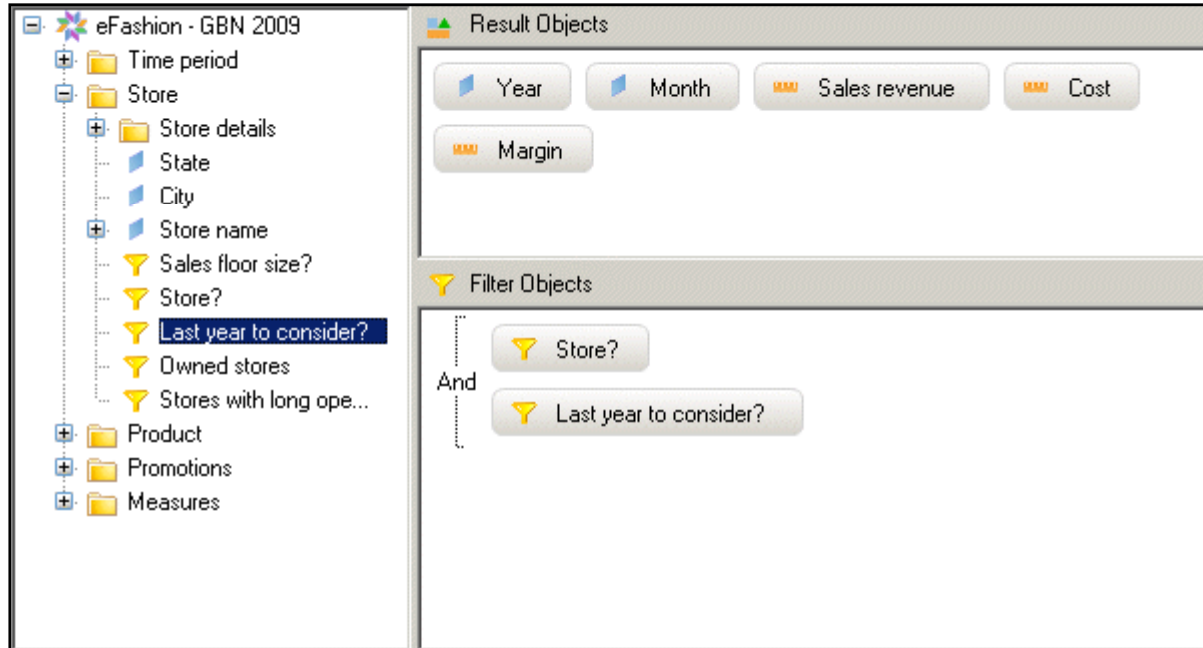 eFashion - GBN 2009
Time period
Store
Store details
State
City
Store name
Sales floor size?
Store?
Last year to consider?
Owned stores
Stores with long ope...
Product
Promotions
Measures
Result Objects
Year Month Sales revenue Cost
Margin
Filter Objects
Store?
And
Last year to consider?